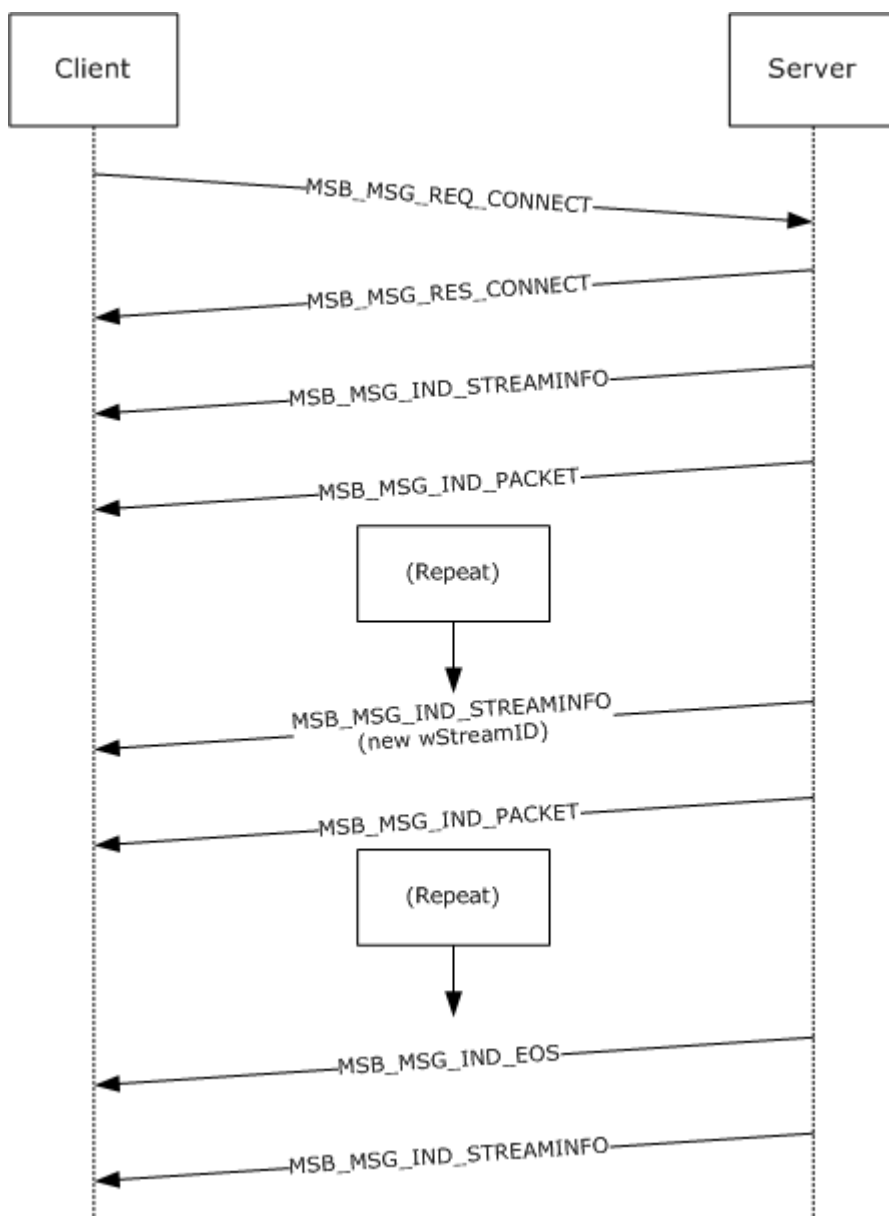 Client
Server
MSB_MSG_REQ_CONNECT
MSB_MSG_RES_CONNECT
MSB_MSG_IND_STREAMINFO
MSB_MSG_IND_PACKET
(Repeat)
MSB_MSG_IND_STREAMINFO
(new wStreamID)
MSB_MSG_IND_PACKET
(Repeat)
MSB_MSG_IND_EOS
MSB_MSG_IND_STREAMINFO